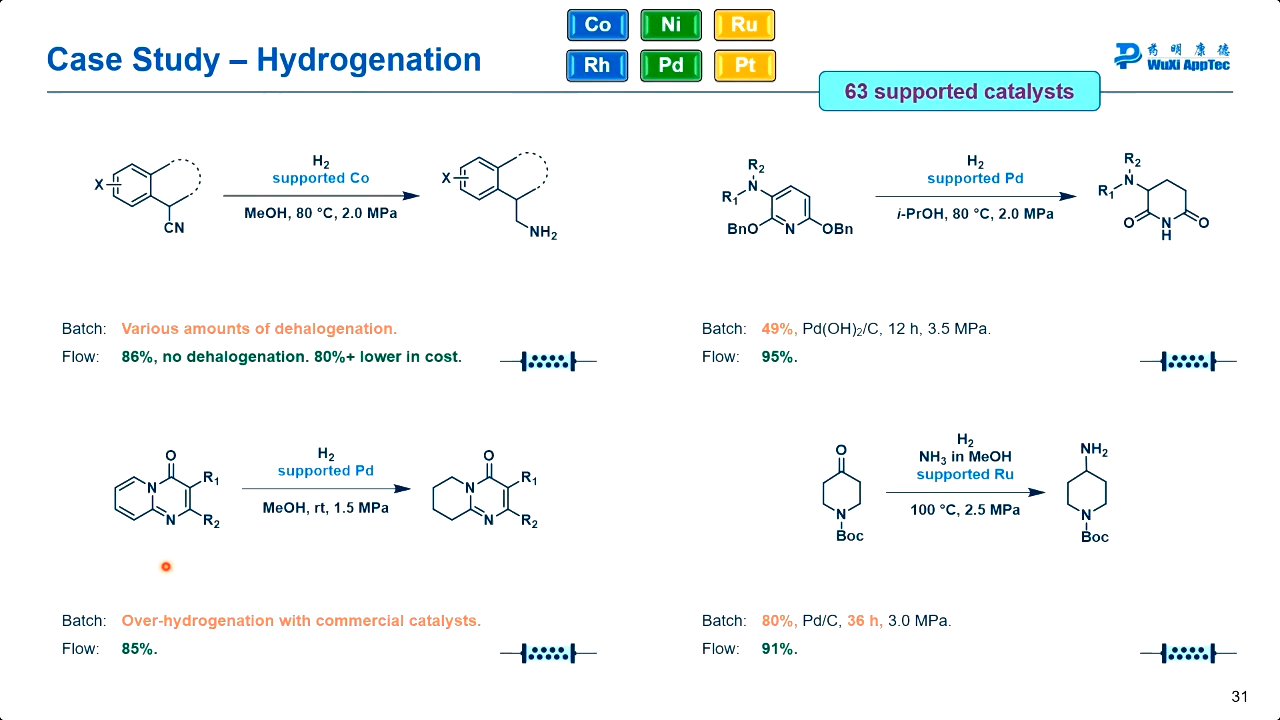 Case Study – Hydrogenation
Co Ni Ru
Rh Pd Pt
63 supported catalysts
药 明 康 德
WuXi AppTec
X
CN
H2
supported Co
MeOH, 80 °C, 2.0 MPa
X
NH2
Batch: Various amounts of dehalogenation.
Flow: 86%, no dehalogenation. 80%+ lower in cost.
R2
N
R1
BnO N OBn
H2
supported Pd
i-PrOH, 80 °C, 2.0 MPa
R2
N
R1
O N O
H
Batch: 49%, Pd(OH)2/C, 12 h, 3.5 MPa.
Flow: 95%.
O
N R1
N R2
H2
supported Pd
MeOH, rt, 1.5 MPa
O
N R1
N R2
Batch: Over-hydrogenation with commercial catalysts.
Flow: 85%.
O
N
Boc
H2
NH3 in MeOH
supported Ru
100 °C, 2.5 MPa
NH2
N
Boc
Batch: 80%, Pd/C, 36 h, 3.0 MPa.
Flow: 91%.
31